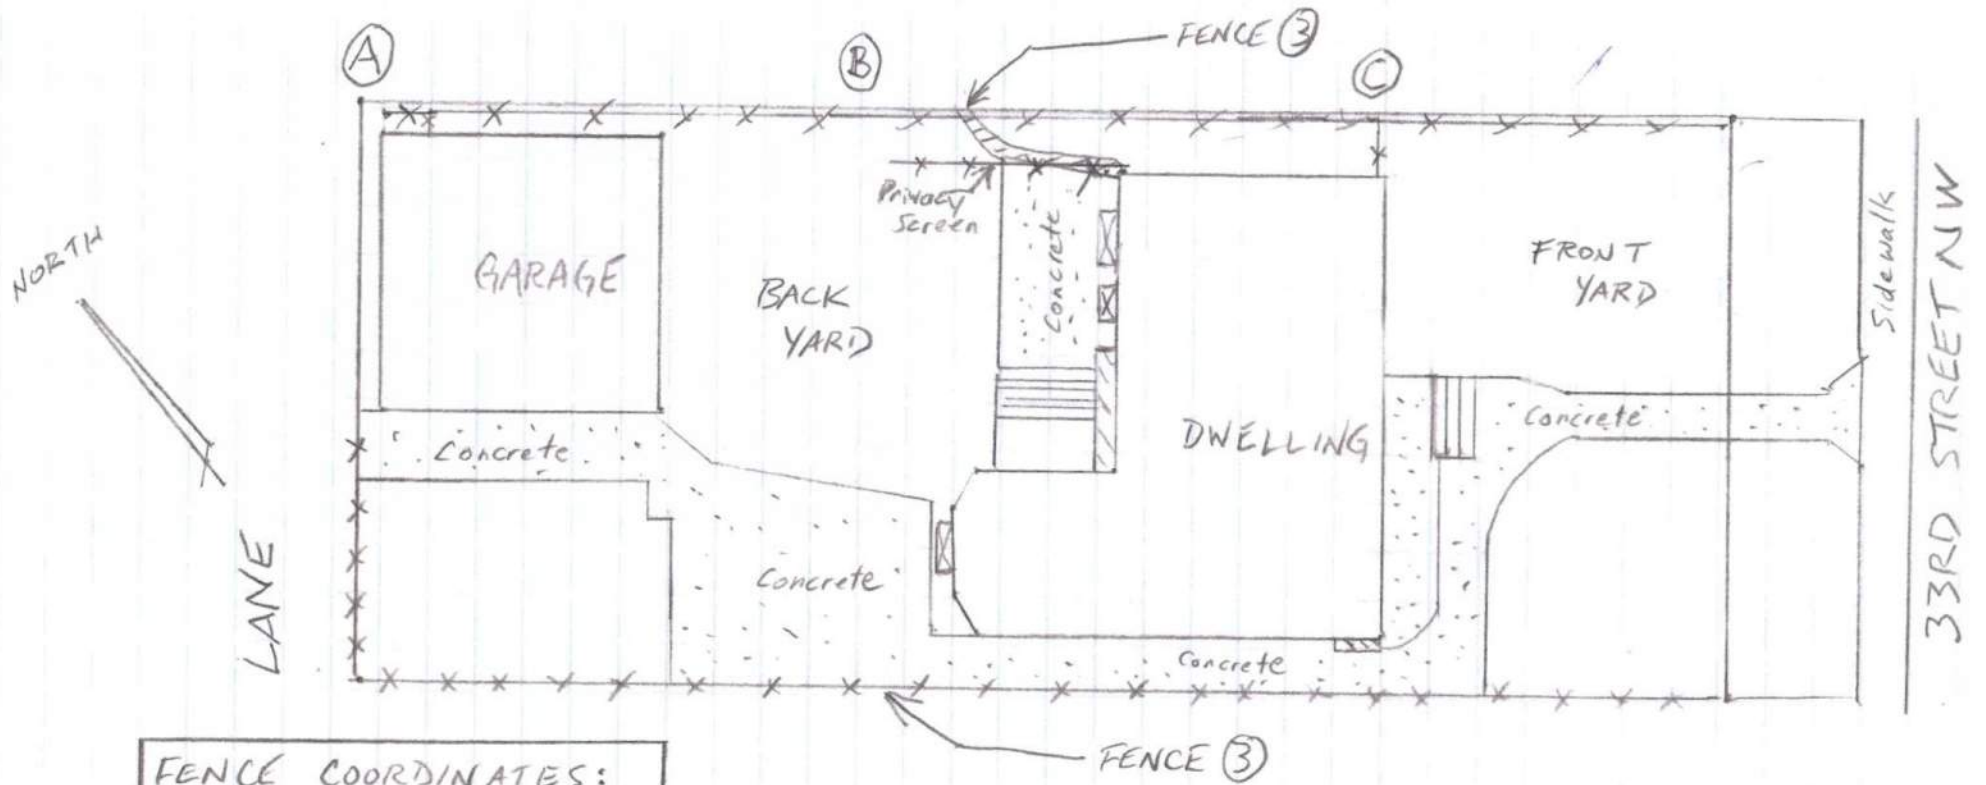 A
B
FENCE 3
C
NORTH
GARAGE
BACK
YARD
Privacy
Screen
Concrete
FRONT
YARD
Sidewalk
33RD STREET NW
Concrete
DWELLING
Concrete
LANE
Concrete
Concrete
FENCE 3
FENCE COORDINATES: